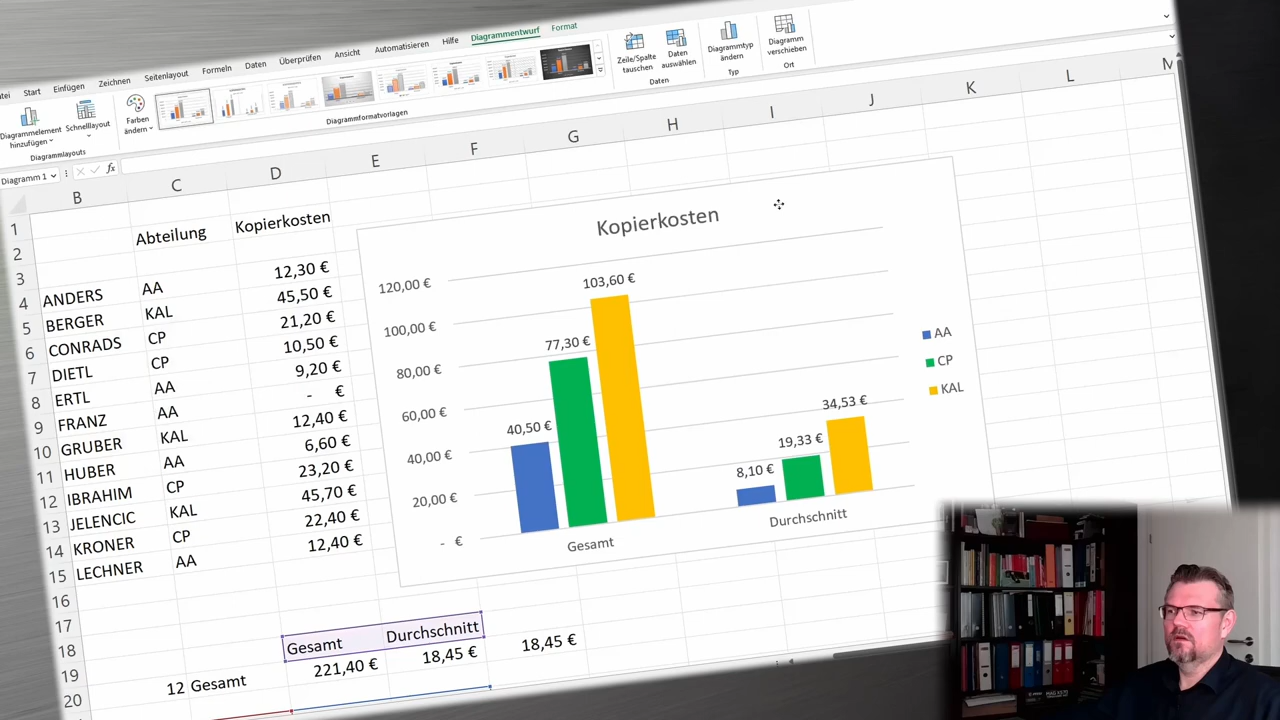 Start Einfügen Zeichnen Seitenlayout Formeln Daten Überprüfen Ansicht Automatisieren Hilfe Diagrammentwurf Format
Diagrammelement hinzufügen
Schnelllayout
Farben ändern
Zeile/Spalte tauschen
Daten auswählen
Diagrammtyp ändern
Diagramm verschieben
Diagrammlayouts
Diagrammformatvorlagen
Daten
Typ
Ort
Diagramm 1
fx
B C D E F G H I J K L M
1
2 Abteilung Kopierkosten
3
4 ANDERS AA 12,30 €
5 BERGER KAL 45,50 €
6 CONRADS CP 21,20 €
7 DIETL CP 10,50 €
8 ERTL AA 9,20 €
9 FRANZ AA - €
10 GRUBER KAL 12,40 €
11 HUBER AA 6,60 €
12 IBRAHIM CP 23,20 €
13 JELENCIC KAL 45,70 €
14 KRONER CP 22,40 €
15 LECHNER AA 12,40 €
16
17
18 Gesamt Durchschnitt
19 12 Gesamt 221,40 € 18,45 € 18,45 €
20
Kopierkosten
120,00 €
100,00 €
80,00 €
60,00 €
40,00 €
20,00 €
- €
40,50 €
77,30 €
103,60 €
8,10 €
19,33 €
34,53 €
Gesamt
Durchschnitt
AA
CP
KAL